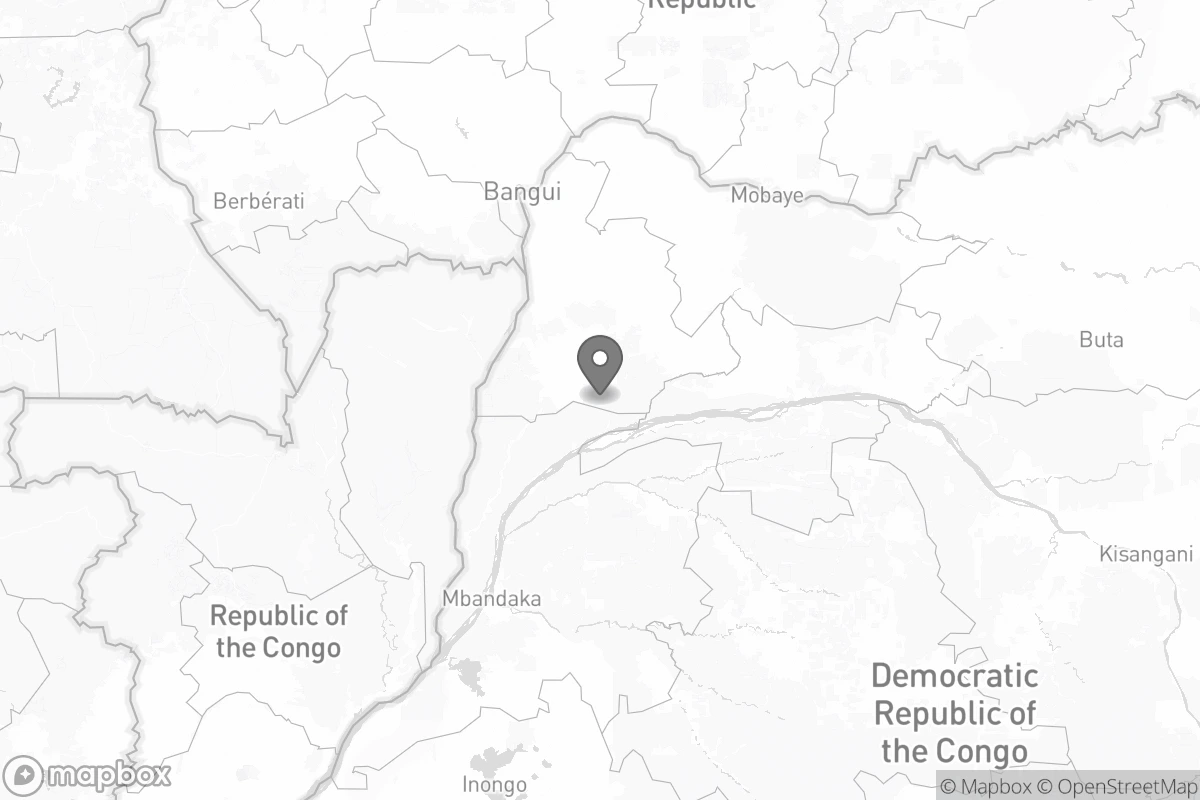 Republic
Berbérati
Bangui
Mobaye
Buta
Kisangani
Mbandaka
Republic of
the Congo
Democratic
Republic of
the Congo
Inongo
mapbox
© Mapbox © OpenStreetMap